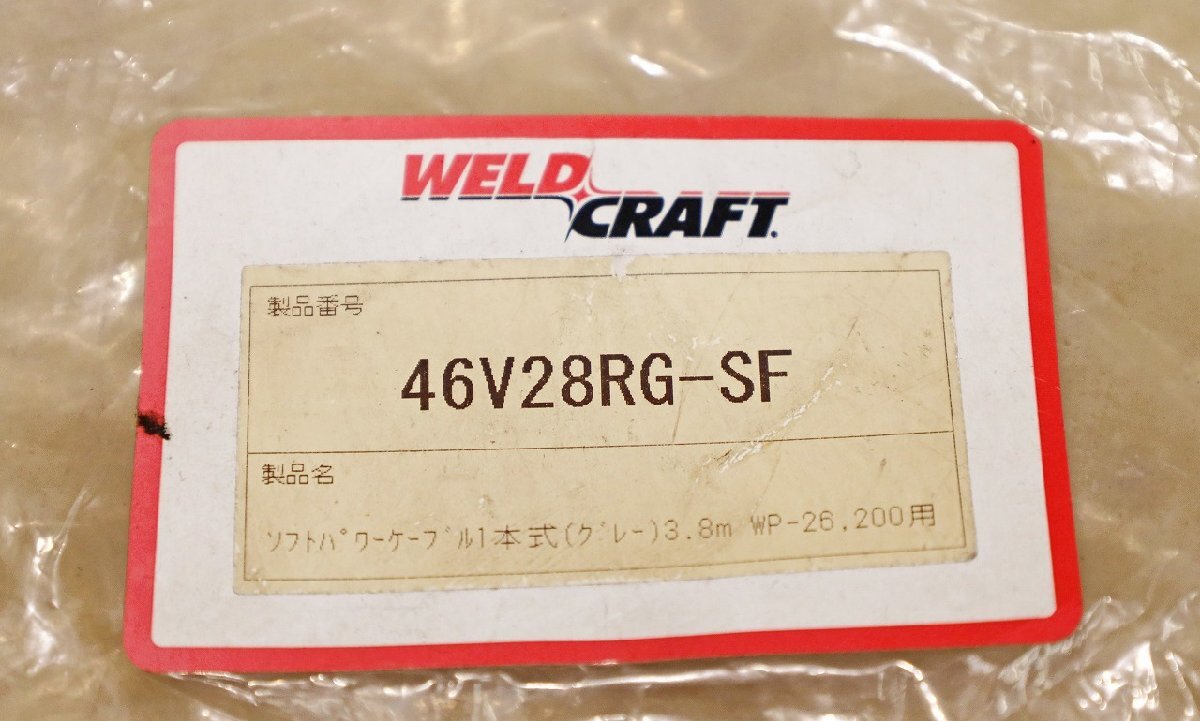 WELD
CRAFT.
製品番号
46V28RG-SF
製品名
ソフトパワーケーブル1本式(グレー)3.8m WP-26,200用